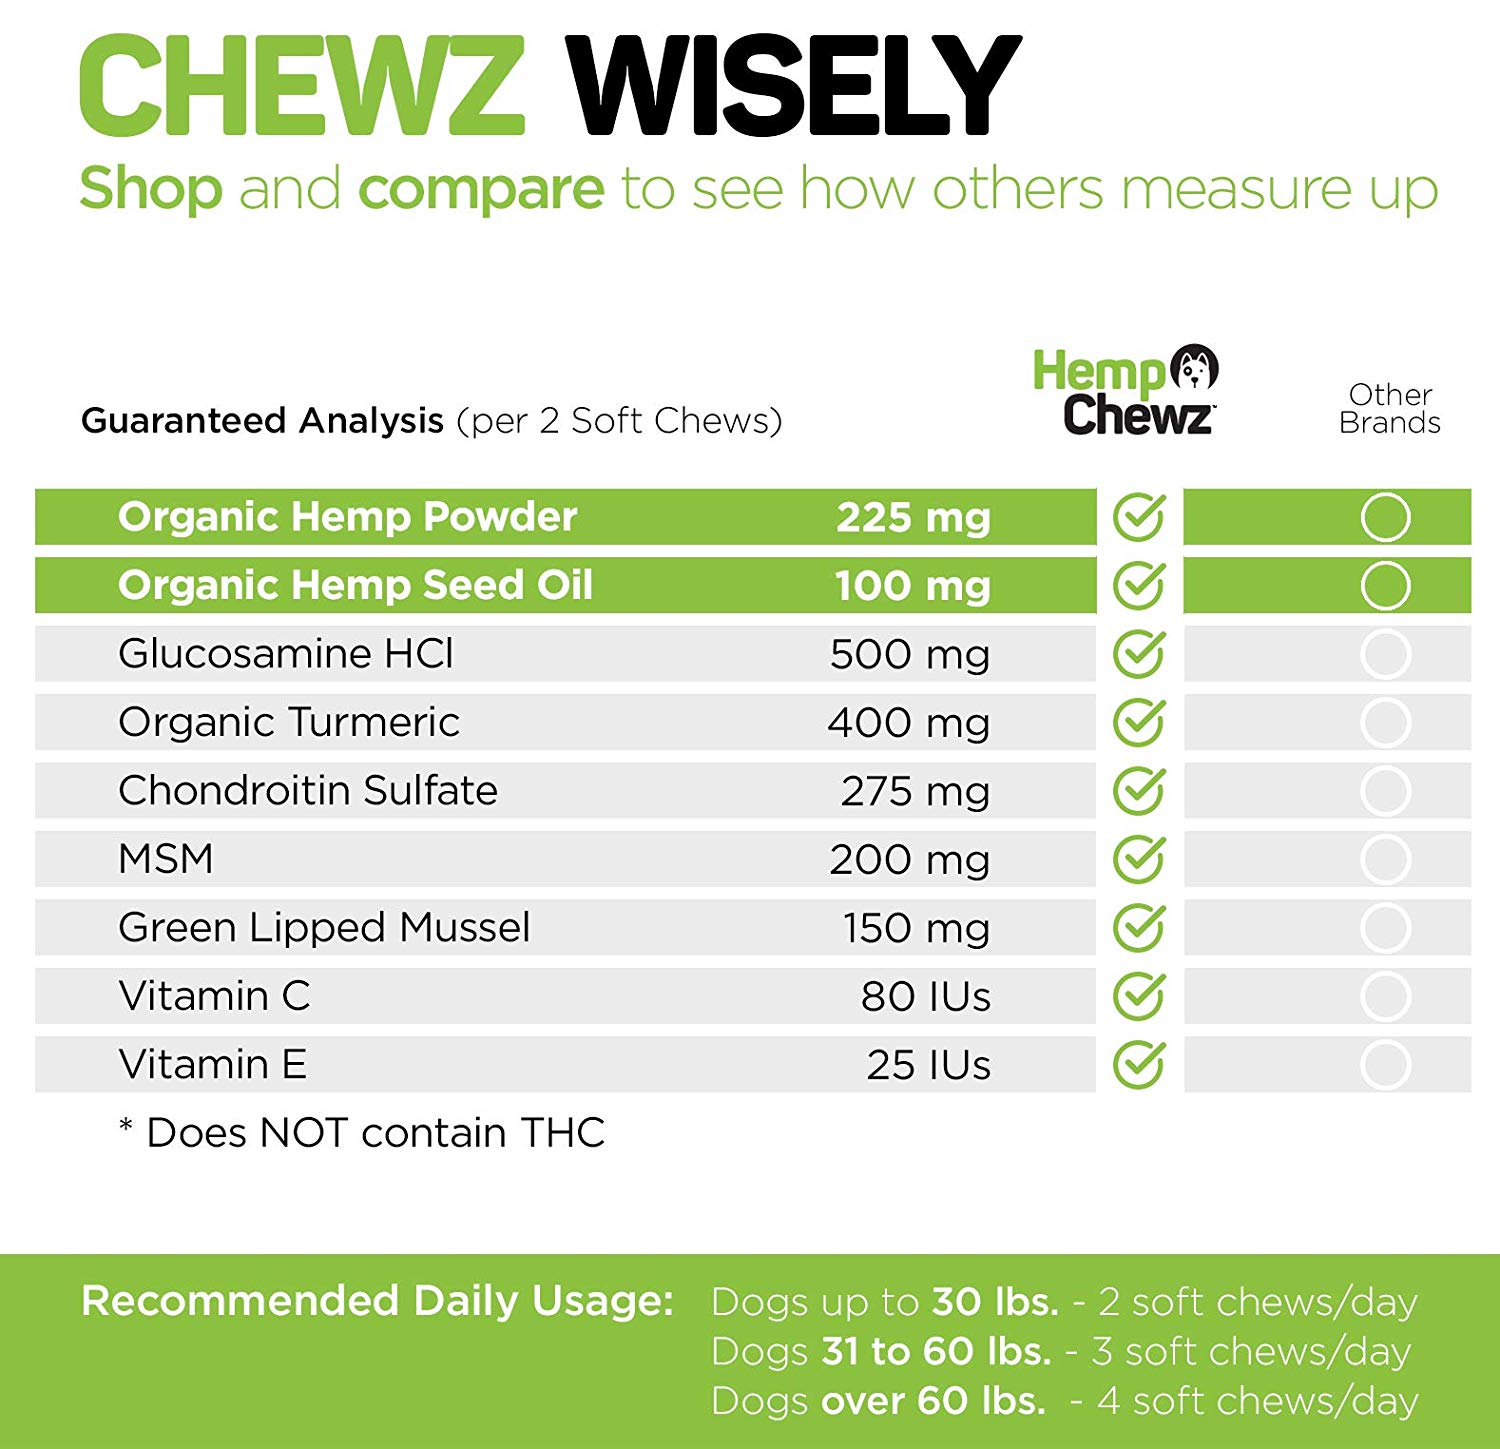 CHEWZ WISELY
Shop and compare to see how others measure up
Hemp
Chewz™
Other
Brands
Guaranteed Analysis (per 2 Soft Chews)
Organic Hemp Powder 225 mg
Organic Hemp Seed Oil 100 mg
Glucosamine HCl 500 mg
Organic Turmeric 400 mg
Chondroitin Sulfate 275 mg
MSM 200 mg
Green Lipped Mussel 150 mg
Vitamin C 80 IUs
Vitamin E 25 IUs
* Does NOT contain THC
Recommended Daily Usage: Dogs up to 30 lbs. - 2 soft chews/day
Dogs 31 to 60 lbs. - 3 soft chews/day
Dogs over 60 lbs. - 4 soft chews/day